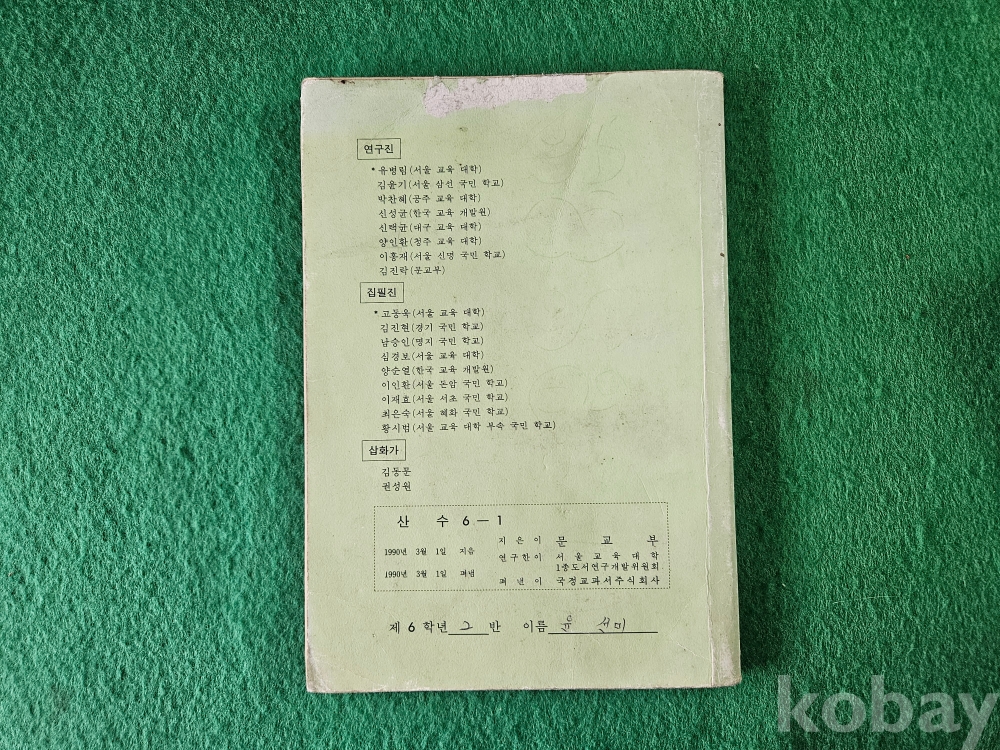 연구진
• 유병림(서울 교육 대학)
김윤기(서울 삼선 국민 학교)
박찬혜(공주 교육 대학)
신성균(한국 교육 개발원)
신택균(대구 교육 대학)
양인환(청주 교육 대학)
이홍재(서울 신명 국민 학교)
김진락(문교부)
집필진
• 고동욱(서울 교육 대학)
김진현(경기 국민 학교)
남승인(명지 국민 학교)
심경보(서울 교육 대학)
양순열(한국 교육 개발원)
이인환(서울 돈암 국민 학교)
이재효(서울 서초 국민 학교)
최은숙(서울 혜화 국민 학교)
황시범(서울 교육 대학 부속 국민 학교)
삽화가
김동문
권성원
산 수 6 — 1
1990년 3월 1일 지음
1990년 3월 1일 펴냄
지 은 이 문 교 부
연구한이 서울교육대학
1종도서연구개발위원회
펴 낸 이 국정교과서주식회사
제 6 학년 2 반 이름 윤 선미
kobay